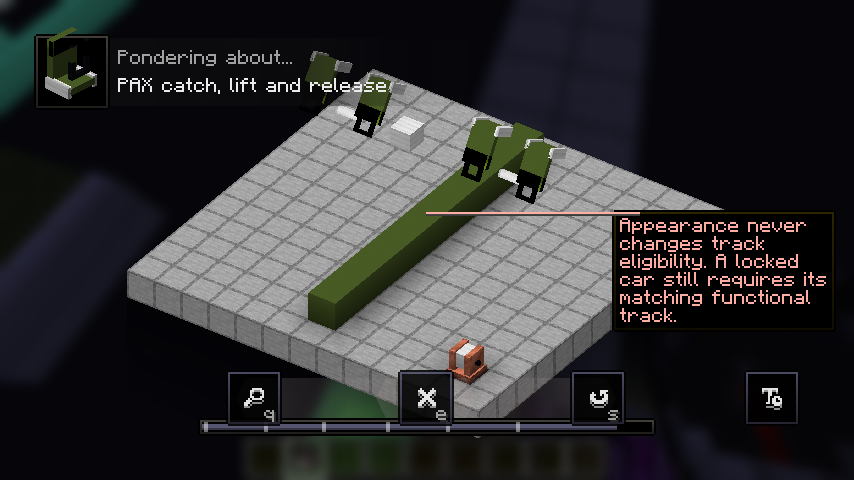 Pondering about...
PAX catch, lift and release
Appearance never
changes track
eligibility. A locked
car still requires its
matching functional
track.
q
e
s
T